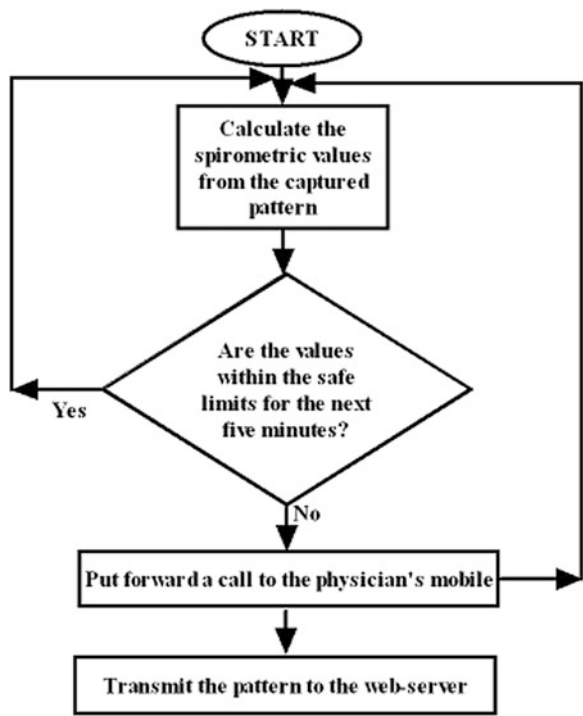 START
Calculate the
spirometric values
from the captured
pattern
Are the values
within the safe
limits for the next
five minutes?
Yes
No
Put forward a call to the physician's mobile
Transmit the pattern to the web-server